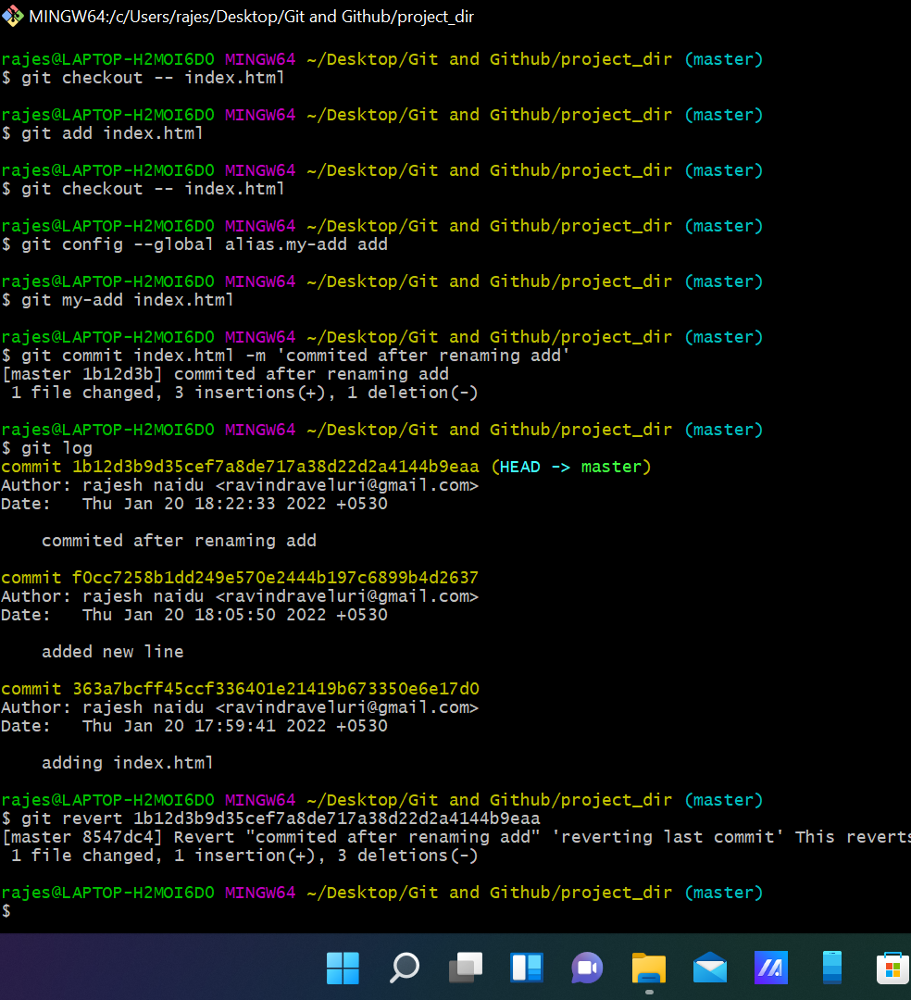 MINGW64:/c/Users/rajes/Desktop/Git and Github/project_dir
rajes@LAPTOP-H2MOI6D0 MINGW64 ~/Desktop/Git and Github/project_dir (master)
$ git checkout -- index.html
rajes@LAPTOP-H2MOI6D0 MINGW64 ~/Desktop/Git and Github/project_dir (master)
$ git add index.html
rajes@LAPTOP-H2MOI6D0 MINGW64 ~/Desktop/Git and Github/project_dir (master)
$ git checkout -- index.html
rajes@LAPTOP-H2MOI6D0 MINGW64 ~/Desktop/Git and Github/project_dir (master)
$ git config --global alias.my-add add
rajes@LAPTOP-H2MOI6D0 MINGW64 ~/Desktop/Git and Github/project_dir (master)
$ git my-add index.html
rajes@LAPTOP-H2MOI6D0 MINGW64 ~/Desktop/Git and Github/project_dir (master)
$ git commit index.html -m 'commited after renaming add'
[master 1b12d3b] commited after renaming add
 1 file changed, 3 insertions(+), 1 deletion(-)
rajes@LAPTOP-H2MOI6D0 MINGW64 ~/Desktop/Git and Github/project_dir (master)
$ git log
commit 1b12d3b9d35cef7a8de717a38d22d2a4144b9eaa (HEAD -> master)
Author: rajesh naidu <ravindraveluri@gmail.com>
Date:   Thu Jan 20 18:22:33 2022 +0530
    commited after renaming add
commit f0cc7258b1dd249e570e2444b197c6899b4d2637
Author: rajesh naidu <ravindraveluri@gmail.com>
Date:   Thu Jan 20 18:05:50 2022 +0530
    added new line
commit 363a7bcff45ccf336401e21419b673350e6e17d0
Author: rajesh naidu <ravindraveluri@gmail.com>
Date:   Thu Jan 20 17:59:41 2022 +0530
    adding index.html
rajes@LAPTOP-H2MOI6D0 MINGW64 ~/Desktop/Git and Github/project_dir (master)
$ git revert 1b12d3b9d35cef7a8de717a38d22d2a4144b9eaa
[master 8547dc4] Revert "commited after renaming add" 'reverting last commit' This reverts
 1 file changed, 1 insertion(+), 3 deletions(-)
rajes@LAPTOP-H2MOI6D0 MINGW64 ~/Desktop/Git and Github/project_dir (master)
$